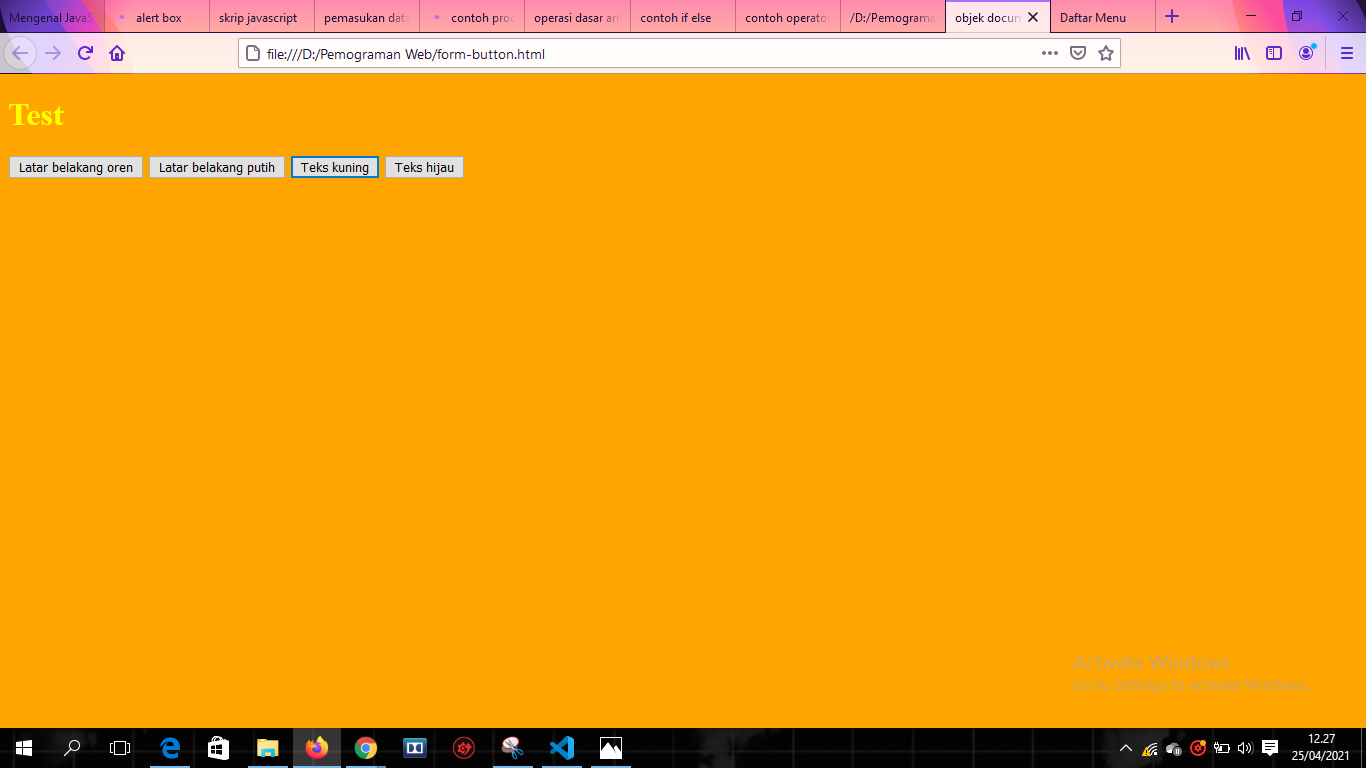 Mengenal JavaS
alert box
skrip javascript
pemasukan data
contoh prog
operasi dasar ari
contoh if else
contoh operator
/D:/Pemograma
objek docum
Daftar Menu
file:///D:/Pemograman Web/form-button.html
Test
Latar belakang oren
Latar belakang putih
Teks kuning
Teks hijau
Activate Windows
Go to Settings to activate Windows.
12.27
25/04/2021